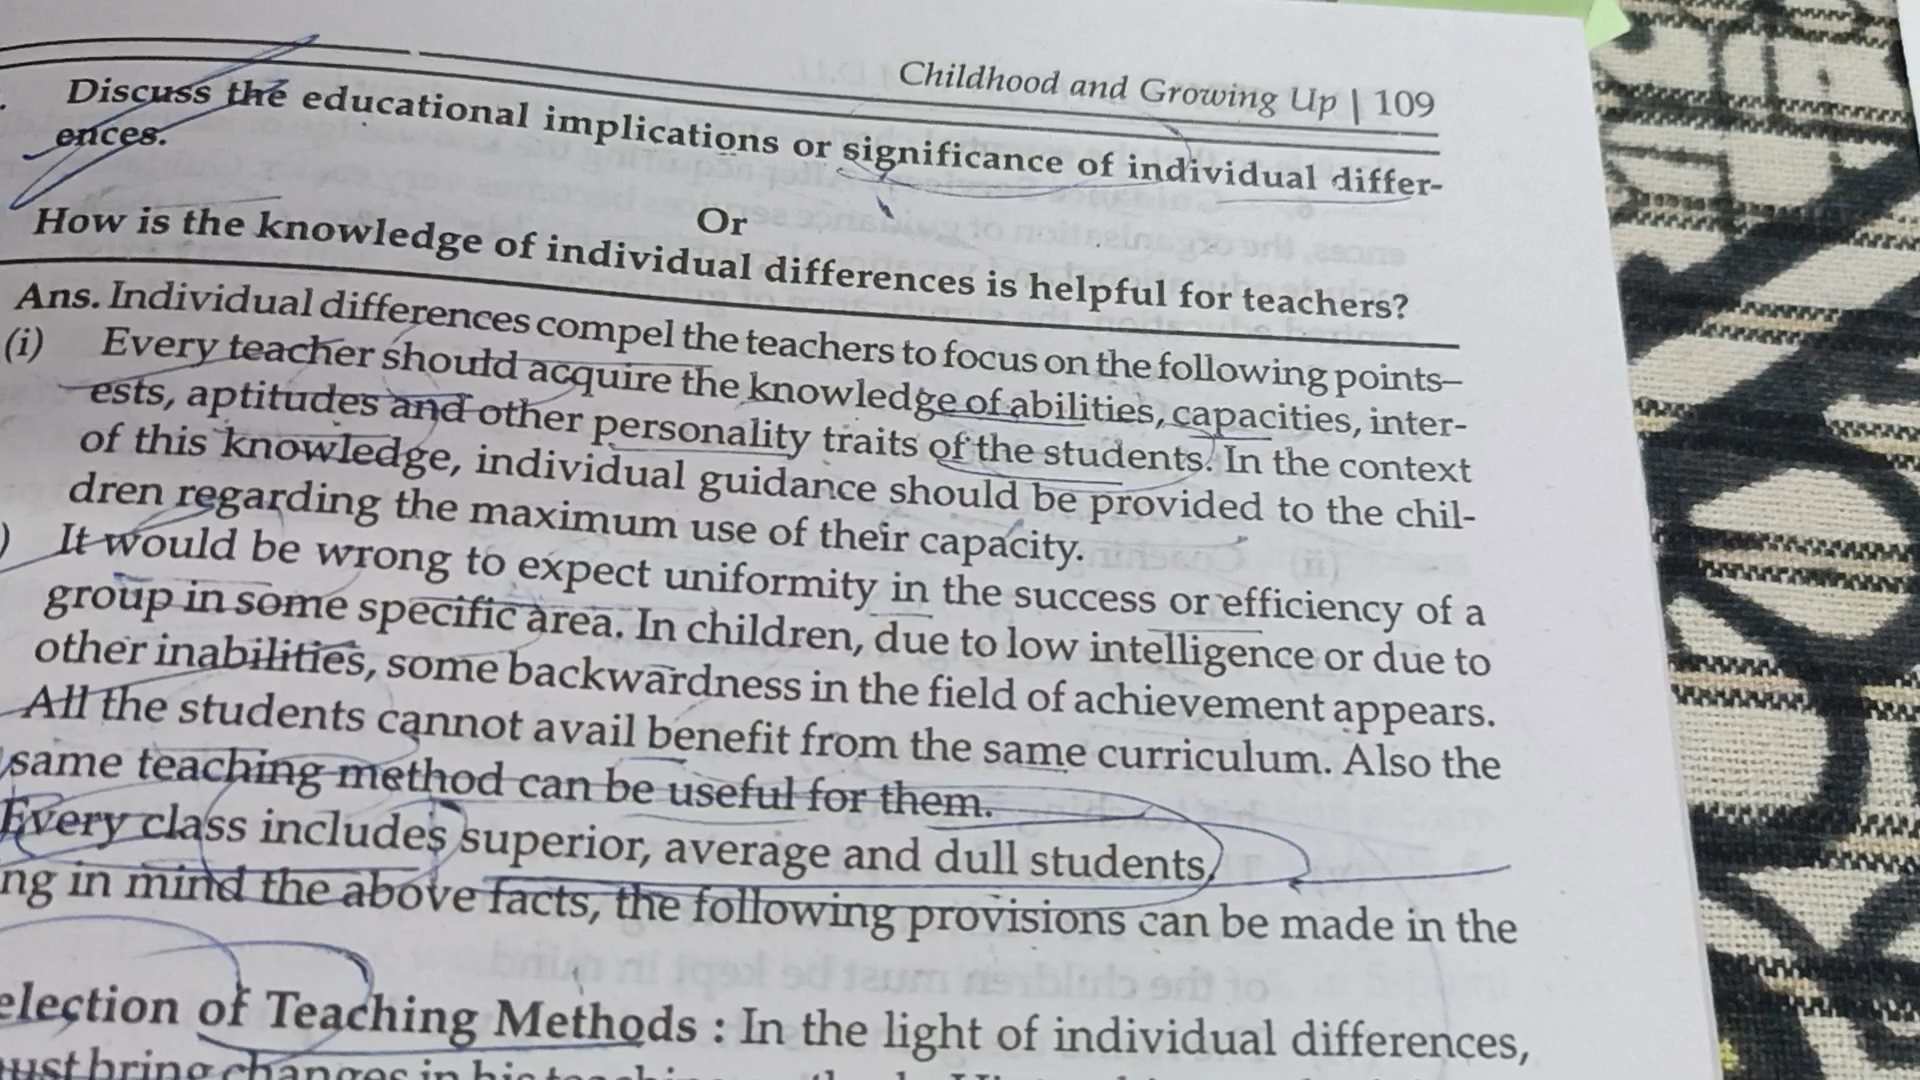 Childhood and Growing Up | 109
Discuss the educational implications or significance of individual differ-
ences.
Or
How is the knowledge of individual differences is helpful for teachers?
Ans. Individual differences compel the teachers to focus on the following points–
(i) Every teacher should acquire the knowledge of abilities, capacities, inter-
ests, aptitudes and other personality traits of the students. In the context
of this knowledge, individual guidance should be provided to the chil-
dren regarding the maximum use of their capacity.
) It would be wrong to expect uniformity in the success or efficiency of a
group in some specific area. In children, due to low intelligence or due to
other inabilities, some backwardness in the field of achievement appears.
All the students cannot avail benefit from the same curriculum. Also the
same teaching method can be useful for them.
Every class includes superior, average and dull students,
ng in mind the above facts, the following provisions can be made in the
election of Teaching Methods : In the light of individual differences,
ust bring changes in his